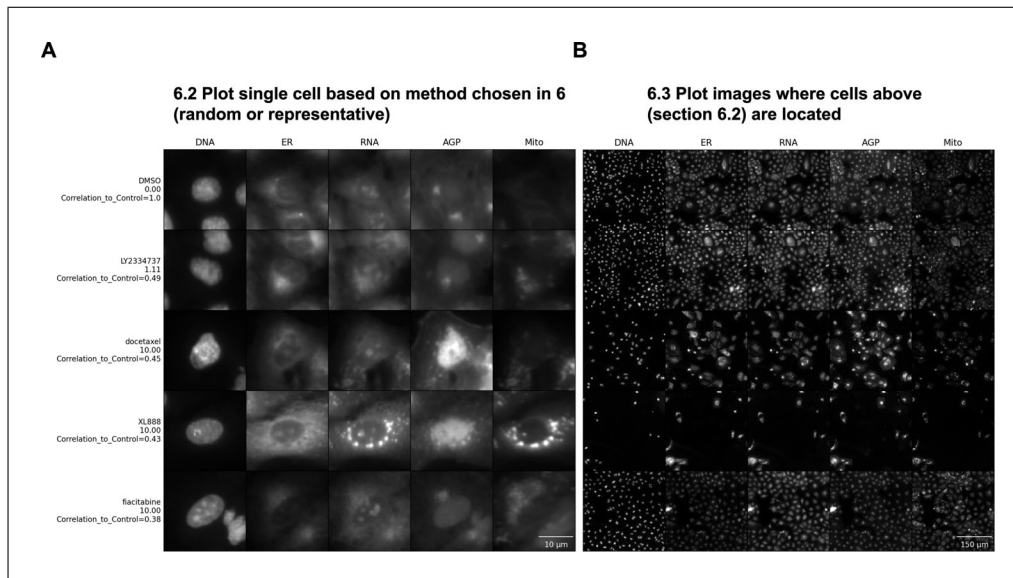 A
6.2 Plot single cell based on method chosen in 6
(random or representative)
DNA ER RNA AGP Mito
DMSO
0.00
Correlation_to_Control=1.0
LY2334737
1.11
Correlation_to_Control=0.49
docetaxel
10.00
Correlation_to_Control=0.45
XL888
10.00
Correlation_to_Control=0.43
fiacitabine
10.00
Correlation_to_Control=0.38
10 μm
B
6.3 Plot images where cells above
(section 6.2) are located
DNA ER RNA AGP Mito
150 μm